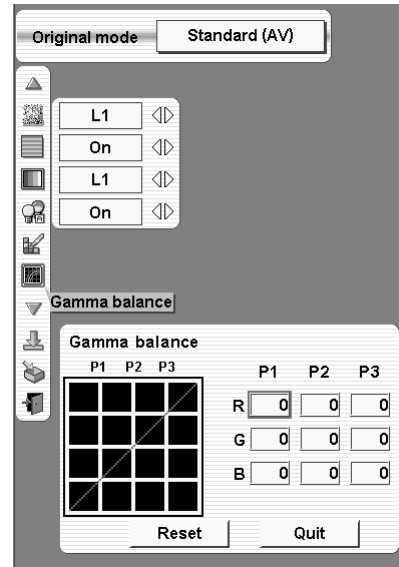 Original mode Standard (AV)
L1
On
L1
On
Gamma balance
Gamma balance
P1 P2 P3
P1 P2 P3
R 0 0 0
G 0 0 0
B 0 0 0
Reset Quit